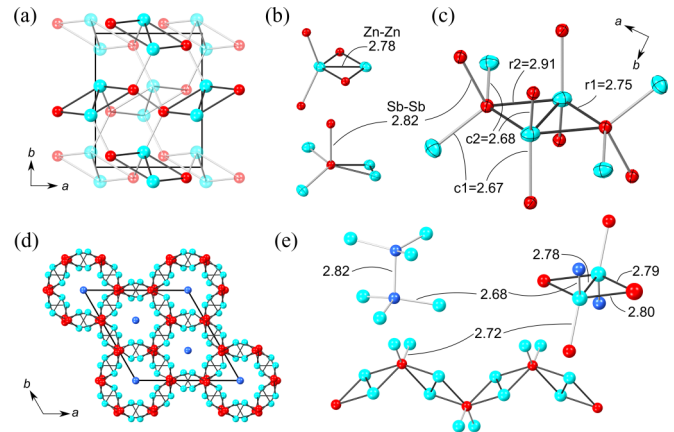 (a)
b
a
(b)
Zn-Zn
2.78
Sb-Sb
2.82
(c)
a
b
r2=2.91
r1=2.75
c2=2.68
c1=2.67
(d)
b
a
(e)
2.82
2.68
2.78
2.79
2.80
2.72